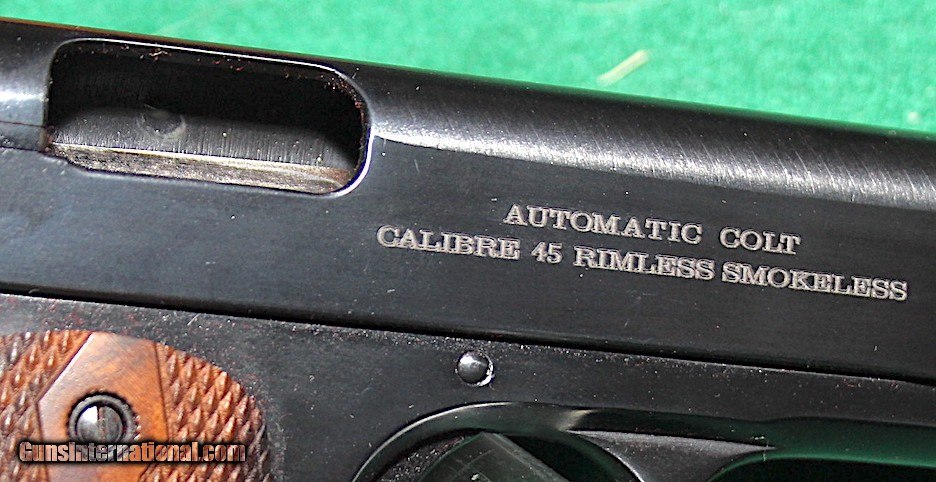 AUTOMATIC COLT
CALIBRE 45 RIMLESS SMOKELESS
GunsInternational.com